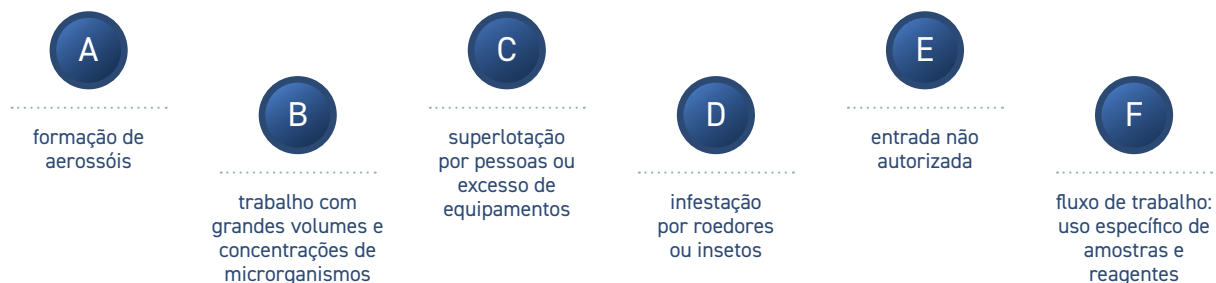 A
formação de
aerossóis
B
trabalho com
grandes volumes e
concentrações de
microrganismos
C
superlotação
por pessoas ou
excesso de
equipamentos
D
infestação
por roedores
ou insetos
E
entrada não
autorizada
F
fluxo de trabalho:
uso específico de
amostras e
reagentes